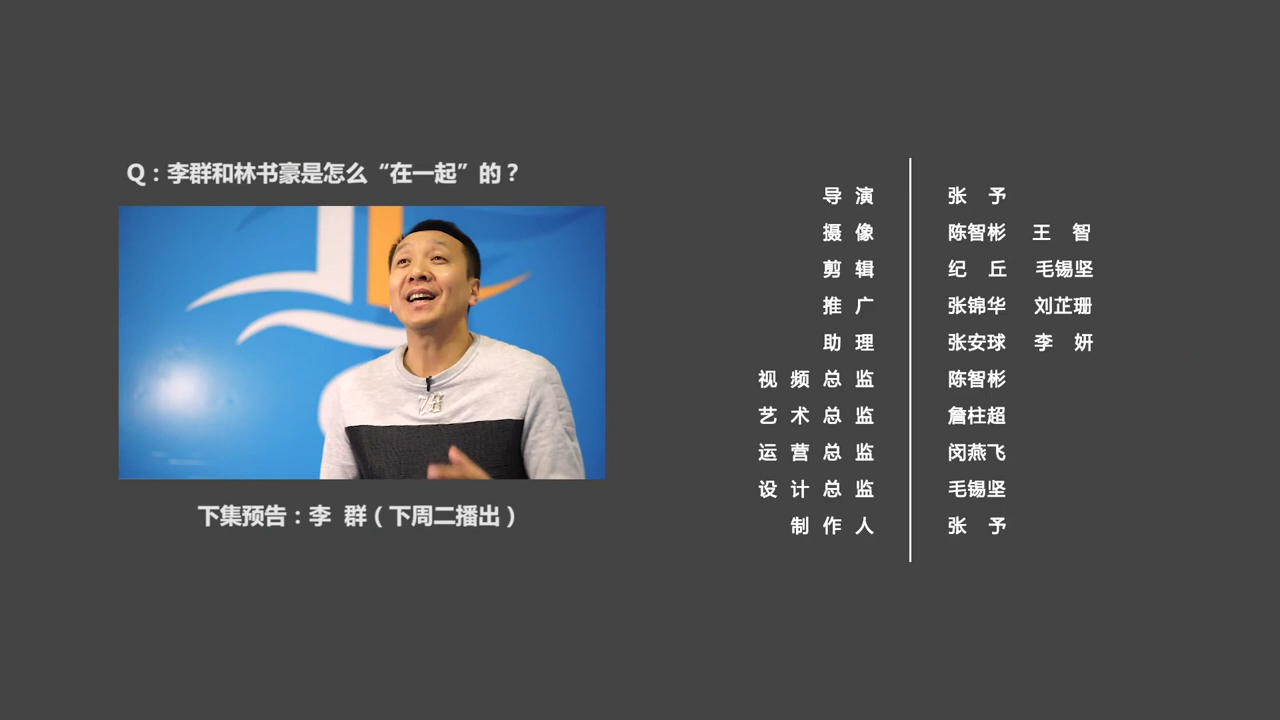 Q：李群和林书豪是怎么“在一起”的？
78
下集预告：李 群（下周二播出）
导演 张予
摄像 陈智彬 王智
剪辑 纪丘 毛锡坚
推广 张锦华 刘芷珊
助理 张安球 李妍
视频总监 陈智彬
艺术总监 詹柱超
运营总监 闵燕飞
设计总监 毛锡坚
制作人 张予